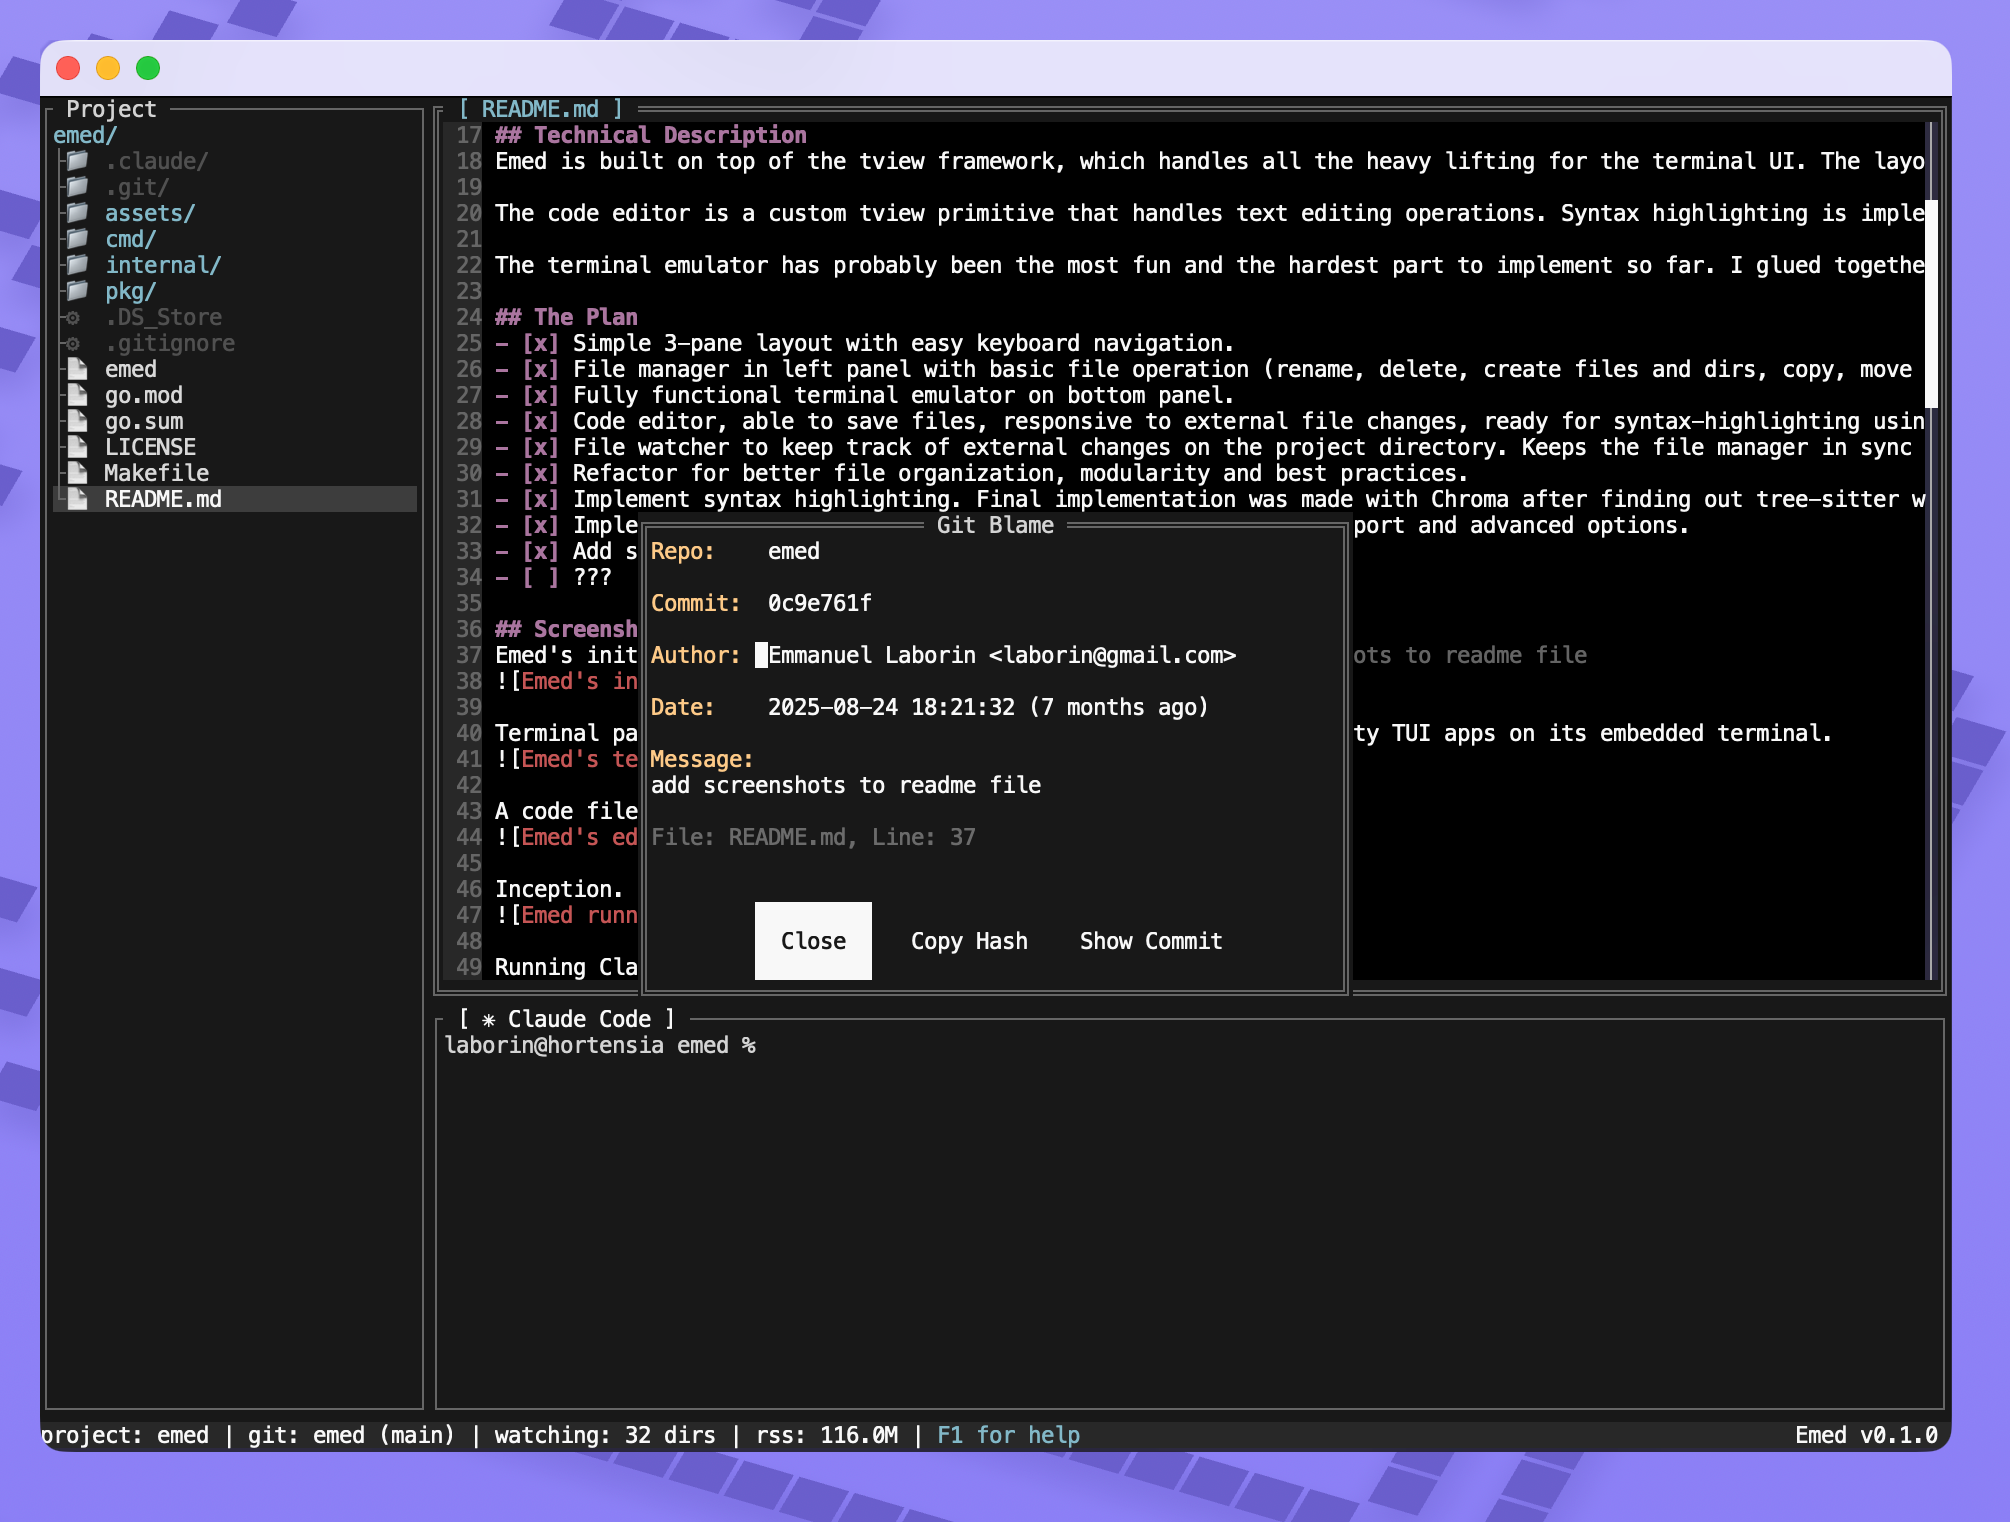 Project
emed/
.claude/
.git/
assets/
cmd/
internal/
pkg/
.DS_Store
.gitignore
emed
go.mod
go.sum
LICENSE
Makefile
README.md
[ README.md ]
17 ## Technical Description
18 Emed is built on top of the tview framework, which handles all the heavy lifting for the terminal UI. The layo
19
20 The code editor is a custom tview primitive that handles text editing operations. Syntax highlighting is imple
21
22 The terminal emulator has probably been the most fun and the hardest part to implement so far. I glued togethe
23
24 ## The Plan
25 – [x] Simple 3–pane layout with easy keyboard navigation.
26 – [x] File manager in left panel with basic file operation (rename, delete, create files and dirs, copy, move
27 – [x] Fully functional terminal emulator on bottom panel.
28 – [x] Code editor, able to save files, responsive to external file changes, ready for syntax–highlighting usin
29 – [x] File watcher to keep track of external changes on the project directory. Keeps the file manager in sync
30 – [x] Refactor for better file organization, modularity and best practices.
31 – [x] Implement syntax highlighting. Final implementation was made with Chroma after finding out tree–sitter w
32 – [x] Imple port and advanced options.
33 – [x] Add s
34 – [ ] ???
35
36 ## Screensh
37 Emed's init ots to readme file
38 ![Emed's in
39
40 Terminal pa ty TUI apps on its embedded terminal.
41 ![Emed's te
42
43 A code file
44 ![Emed's ed
45
46 Inception.
47 ![Emed runn
48
49 Running Cla
Git Blame
Repo: emed
Commit: 0c9e761f
Author: Emmanuel Laborin <laborin@gmail.com>
Date: 2025–08–24 18:21:32 (7 months ago)
Message:
add screenshots to readme file
File: README.md, Line: 37
Close Copy Hash Show Commit
[ ✳ Claude Code ]
laborin@hortensia emed %
project: emed | git: emed (main) | watching: 32 dirs | rss: 116.0M | F1 for help Emed v0.1.0